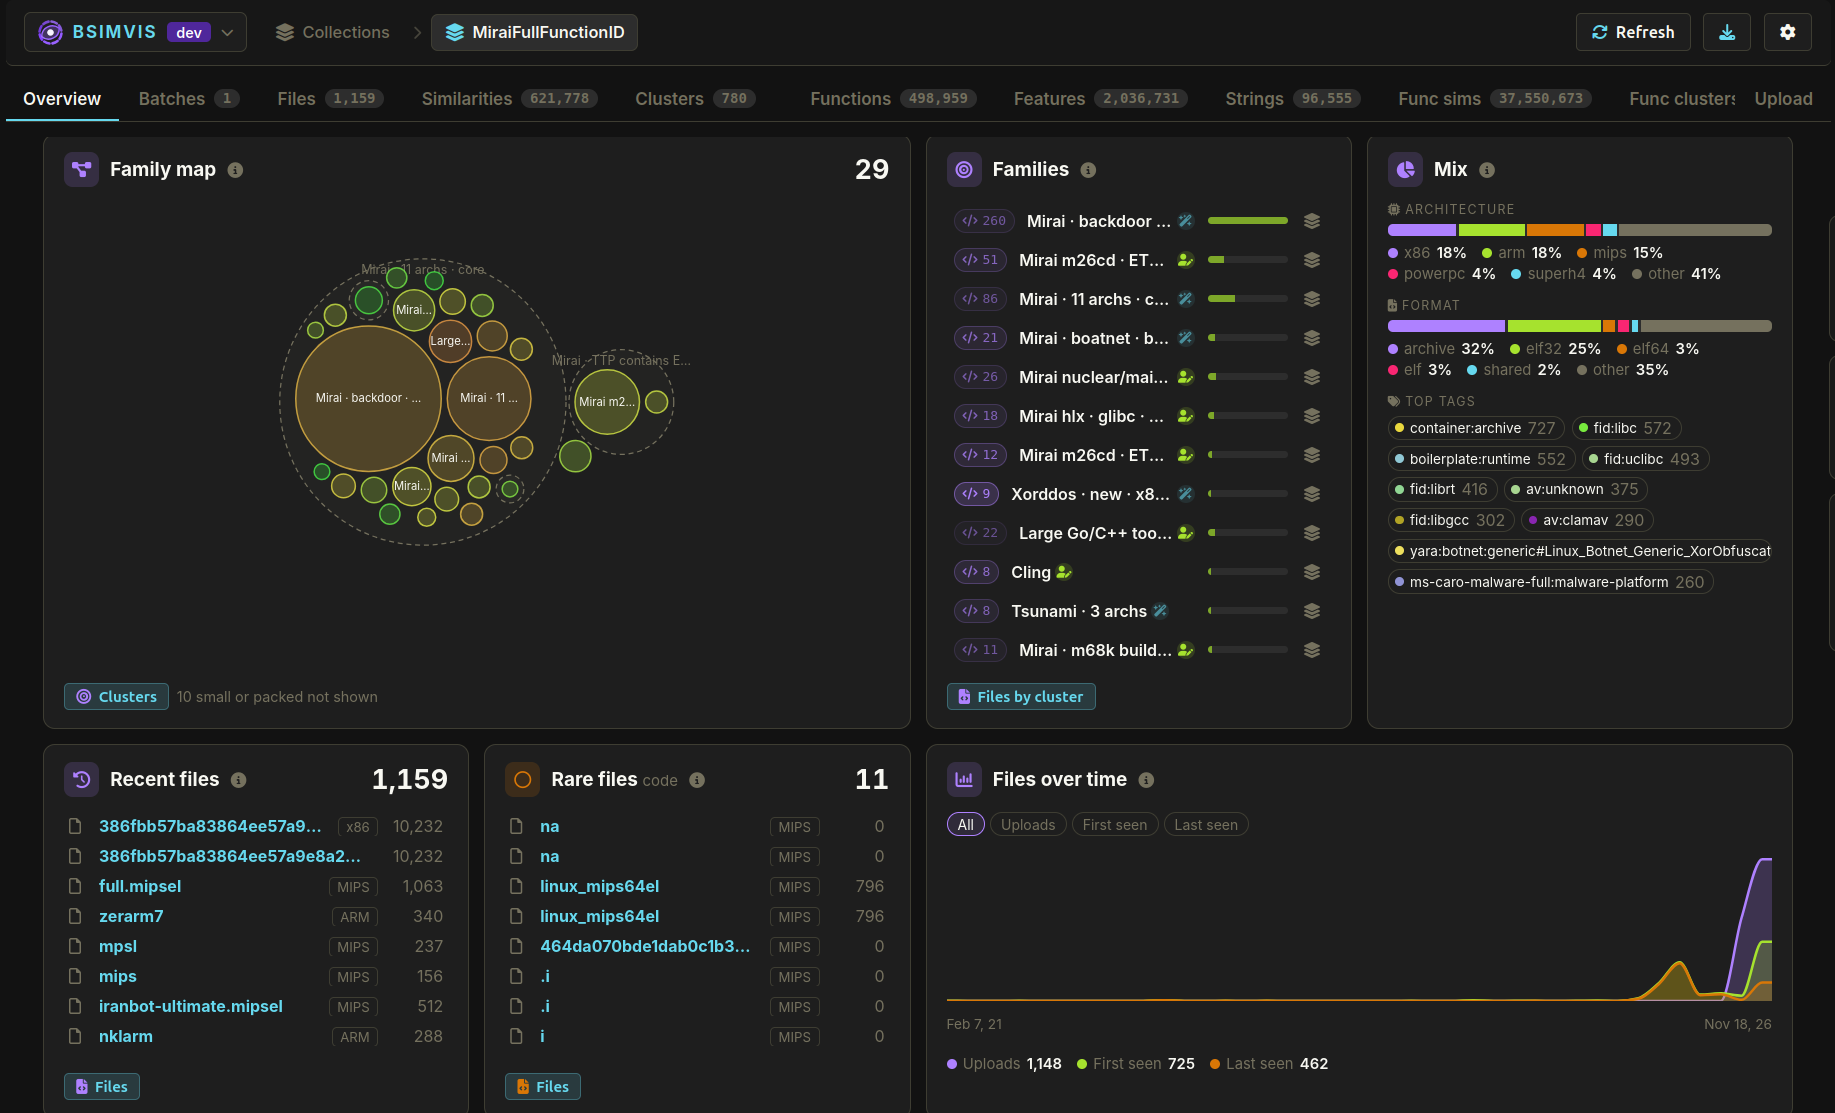 BSIMVIS dev
Collections
MiraiFullFunctionID
Refresh
Overview
Batches 1
Files 1,159
Similarities 621,778
Clusters 780
Functions 498,959
Features 2,036,731
Strings 96,555
Func sims 37,550,673
Func clusters
Upload
Family map
29
Mirai · 11 archs · core
Mirai...
Large...
Mirai · backdoor · ...
Mirai · 11 ...
Mirai ...
Mirai...
Mirai · TTP contains E...
Mirai m2...
Clusters
10 small or packed not shown
Families
260 Mirai · backdoor ...
51 Mirai m26cd · ET...
86 Mirai · 11 archs · c...
21 Mirai · boatnet · b...
26 Mirai nuclear/mai...
18 Mirai hlx · glibc · ...
12 Mirai m26cd · ET...
9 Xorddos · new · x8...
22 Large Go/C++ too...
8 Cling
8 Tsunami · 3 archs
11 Mirai · m68k build...
Files by cluster
Mix
ARCHITECTURE
x86 18% arm 18% mips 15%
powerpc 4% superh4 4% other 41%
FORMAT
archive 32% elf32 25% elf64 3%
elf 3% shared 2% other 35%
TOP TAGS
container:archive 727 fid:libc 572
boilerplate:runtime 552 fid:uclibc 493
fid:librt 416 av:unknown 375
fid:libgcc 302 av:clamav 290
yara:botnet:generic#Linux_Botnet_Generic_XorObfuscat
ms-caro-malware-full:malware-platform 260
Recent files
1,159
386fbb57ba83864ee57a9... x86 10,232
386fbb57ba83864ee57a9e8a2... 10,232
full.mipsel MIPS 1,063
zerarm7 ARM 340
mpsl MIPS 237
mips MIPS 156
iranbot-ultimate.mipsel MIPS 512
nklarm ARM 288
Files
Rare files code
11
na MIPS 0
na MIPS 0
linux_mips64el MIPS 796
linux_mips64el MIPS 796
464da070bde1dab0c1b3... MIPS 0
.i MIPS 0
.i MIPS 0
i MIPS 0
Files
Files over time
All Uploads First seen Last seen
Feb 7, 21
Nov 18, 26
Uploads 1,148 First seen 725 Last seen 462